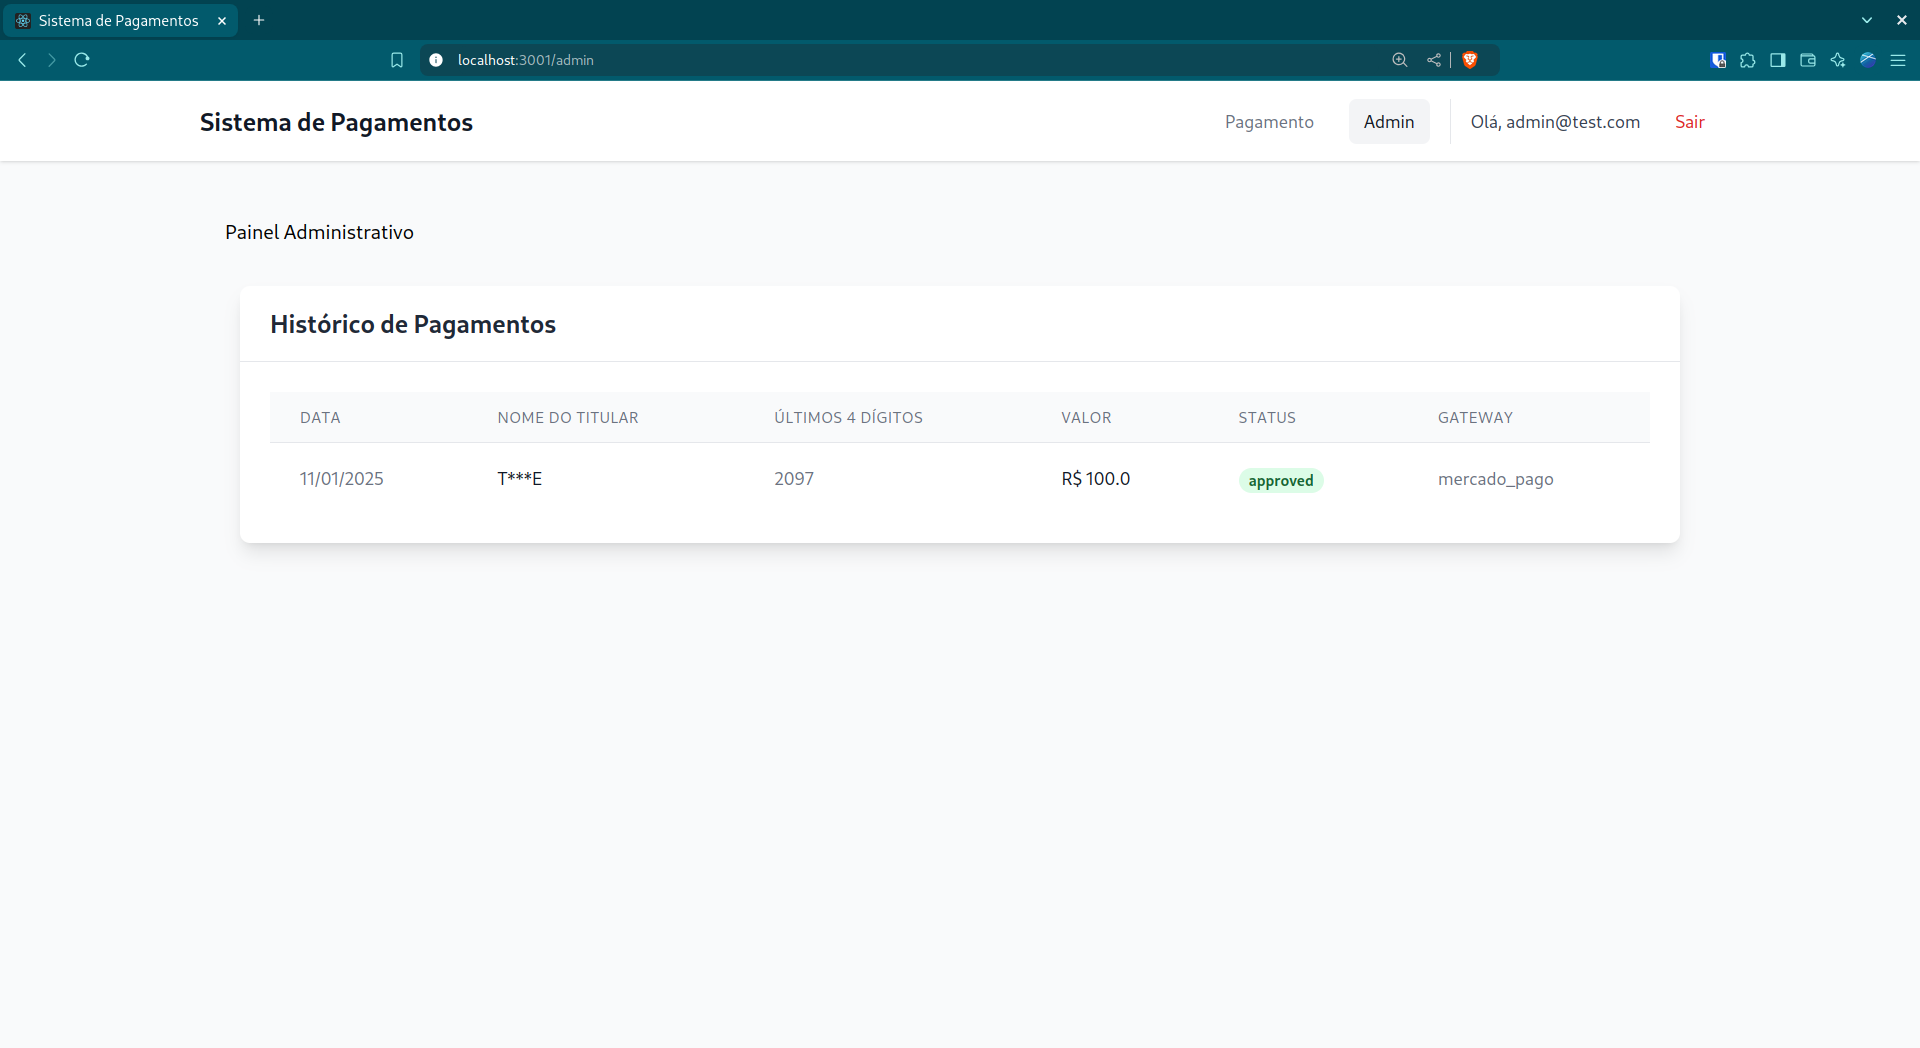 Sistema de Pagamentos
localhost:3001/admin
Sistema de Pagamentos
Pagamento
Admin
Olá, admin@test.com
Sair
Painel Administrativo
Histórico de Pagamentos
DATA NOME DO TITULAR ÚLTIMOS 4 DÍGITOS VALOR STATUS GATEWAY
11/01/2025 T***E 2097 R$ 100.0 approved mercado_pago